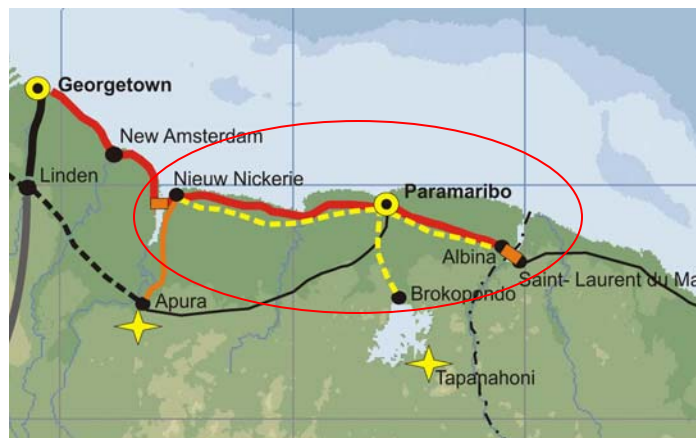 Georgetown
New Amsterdam
Linden
Nieuw Nickerie
Paramaribo
Albina
Saint- Laurent du Ma
Apura
Brokopondo
Tapanahoni